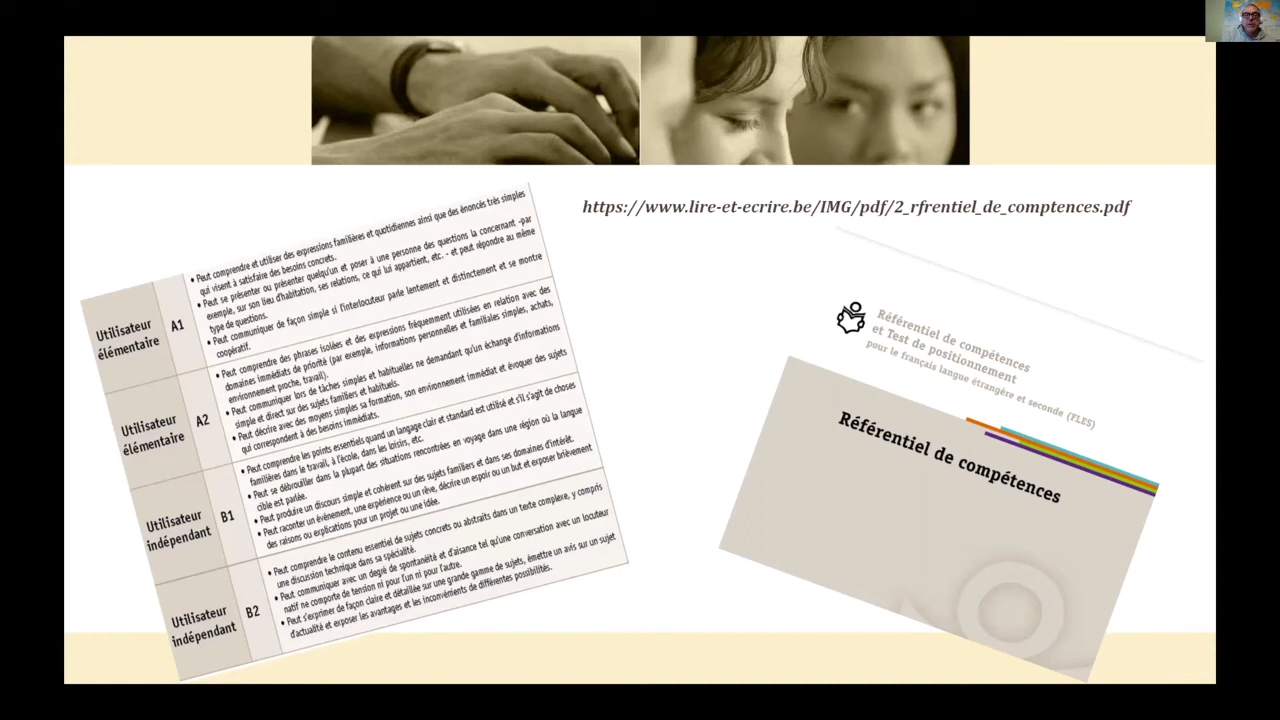 https://www.lire-et-ecrire.be/IMG/pdf/2_rfrentiel_de_comptences.pdf
Utilisateur
élémentaire
A1
• Peut comprendre et utiliser des expressions familières et quotidiennes ainsi que des énoncés très simples
qui visent à satisfaire des besoins concrets.
• Peut se présenter ou présenter quelqu'un et poser à une personne des questions la concernant -par
exemple, sur son lieu d'habitation, ses relations, ce qui lui appartient, etc. - et peut répondre au même
type de questions.
• Peut communiquer de façon simple si l'interlocuteur parle lentement et distinctement et se montre
coopératif.
Utilisateur
élémentaire
A2
• Peut comprendre des phrases isolées et des expressions fréquemment utilisées en relation avec des
domaines immédiats de priorité (par exemple, informations personnelles et familiales simples, achats,
environnement proche, travail).
• Peut communiquer lors de tâches simples et habituelles ne demandant qu'un échange d'informations
simple et direct sur des sujets familiers et habituels.
• Peut décrire avec des moyens simples sa formation, son environnement immédiat et évoquer des sujets
qui correspondent à des besoins immédiats.
Utilisateur
indépendant
B1
• Peut comprendre les points essentiels quand un langage clair et standard est utilisé et s'il s'agit de choses
familières dans le travail, à l'école, dans les loisirs, etc.
• Peut se débrouiller dans la plupart des situations rencontrées en voyage dans une région où la langue
cible est parlée.
• Peut produire un discours simple et cohérent sur des sujets familiers et dans ses domaines d'intérêt.
• Peut raconter un événement, une expérience ou un rêve, décrire un espoir ou un but et exposer brièvement
des raisons ou explications pour un projet ou une idée.
Utilisateur
indépendant
B2
• Peut comprendre le contenu essentiel de sujets concrets ou abstraits dans un texte complexe, y compris
une discussion technique dans sa spécialité.
• Peut communiquer avec un degré de spontanéité et d'aisance tel qu'une conversation avec un locuteur
natif ne comporte de tension ni pour l'un ni pour l'autre.
• Peut s'exprimer de façon claire et détaillée sur une grande gamme de sujets, émettre un avis sur un sujet
d'actualité et exposer les avantages et les inconvénients de différentes possibilités.
Référentiel de compétences
et Test de positionnement
pour le français langue étrangère et seconde (FLES)
Référentiel de compétences